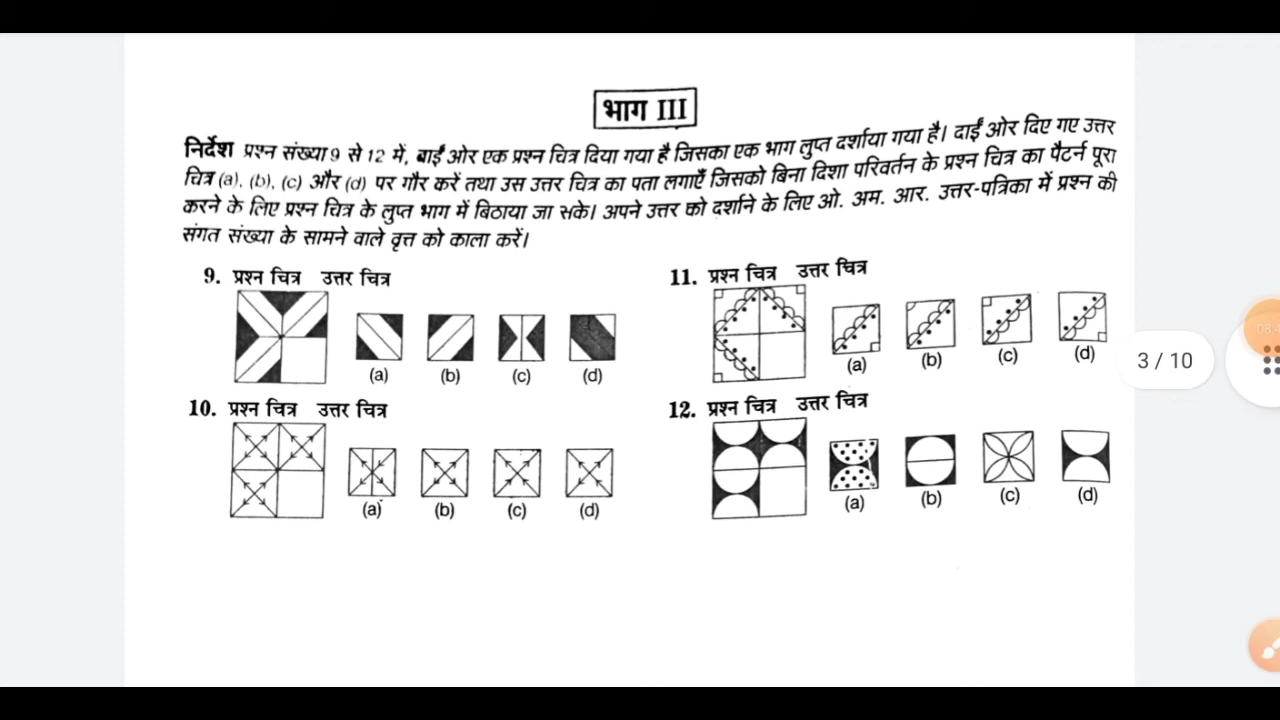 भाग III
निर्देश प्रश्न संख्या 9 से 12 में, बाईं ओर एक प्रश्न चित्र दिया गया है जिसका एक भाग लुप्त दर्शाया गया है। दाईं ओर दिए गए उत्तर
चित्र (a), (b), (c) और (d) पर गौर करें तथा उस उत्तर चित्र का पता लगाएँ जिसको बिना दिशा परिवर्तन के प्रश्न चित्र का पैटर्न पूरा
करने के लिए प्रश्न चित्र के लुप्त भाग में बिठाया जा सके। अपने उत्तर को दर्शाने के लिए ओ. अम. आर. उत्तर-पत्रिका में प्रश्न की
संगत संख्या के सामने वाले वृत्त को काला करें।
9. प्रश्न चित्र उत्तर चित्र
(a) (b) (c) (d)
10. प्रश्न चित्र उत्तर चित्र
(a) (b) (c) (d)
11. प्रश्न चित्र उत्तर चित्र
(a) (b) (c) (d)
12. प्रश्न चित्र उत्तर चित्र
(a) (b) (c) (d)
3 / 10